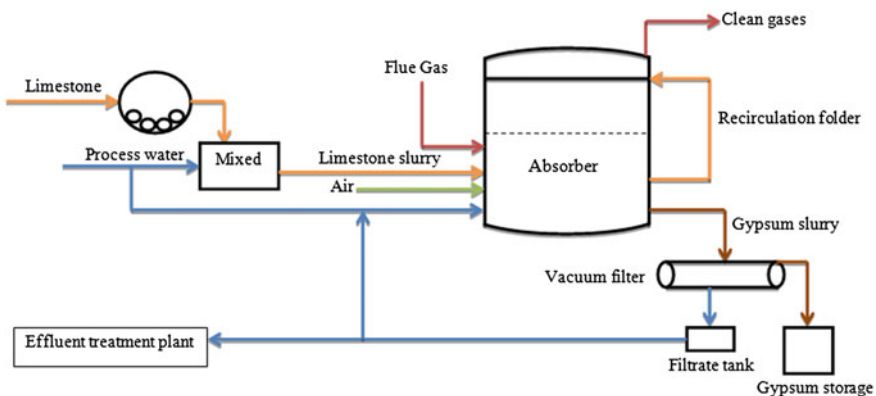 Clean gases
Flue Gas
Limestone
Recirculation folder
Process water
Mixed
Limestone slurry
Absorber
Air
Gypsum slurry
Vacuum filter
Effluent treatment plant
Filtrate tank
Gypsum storage